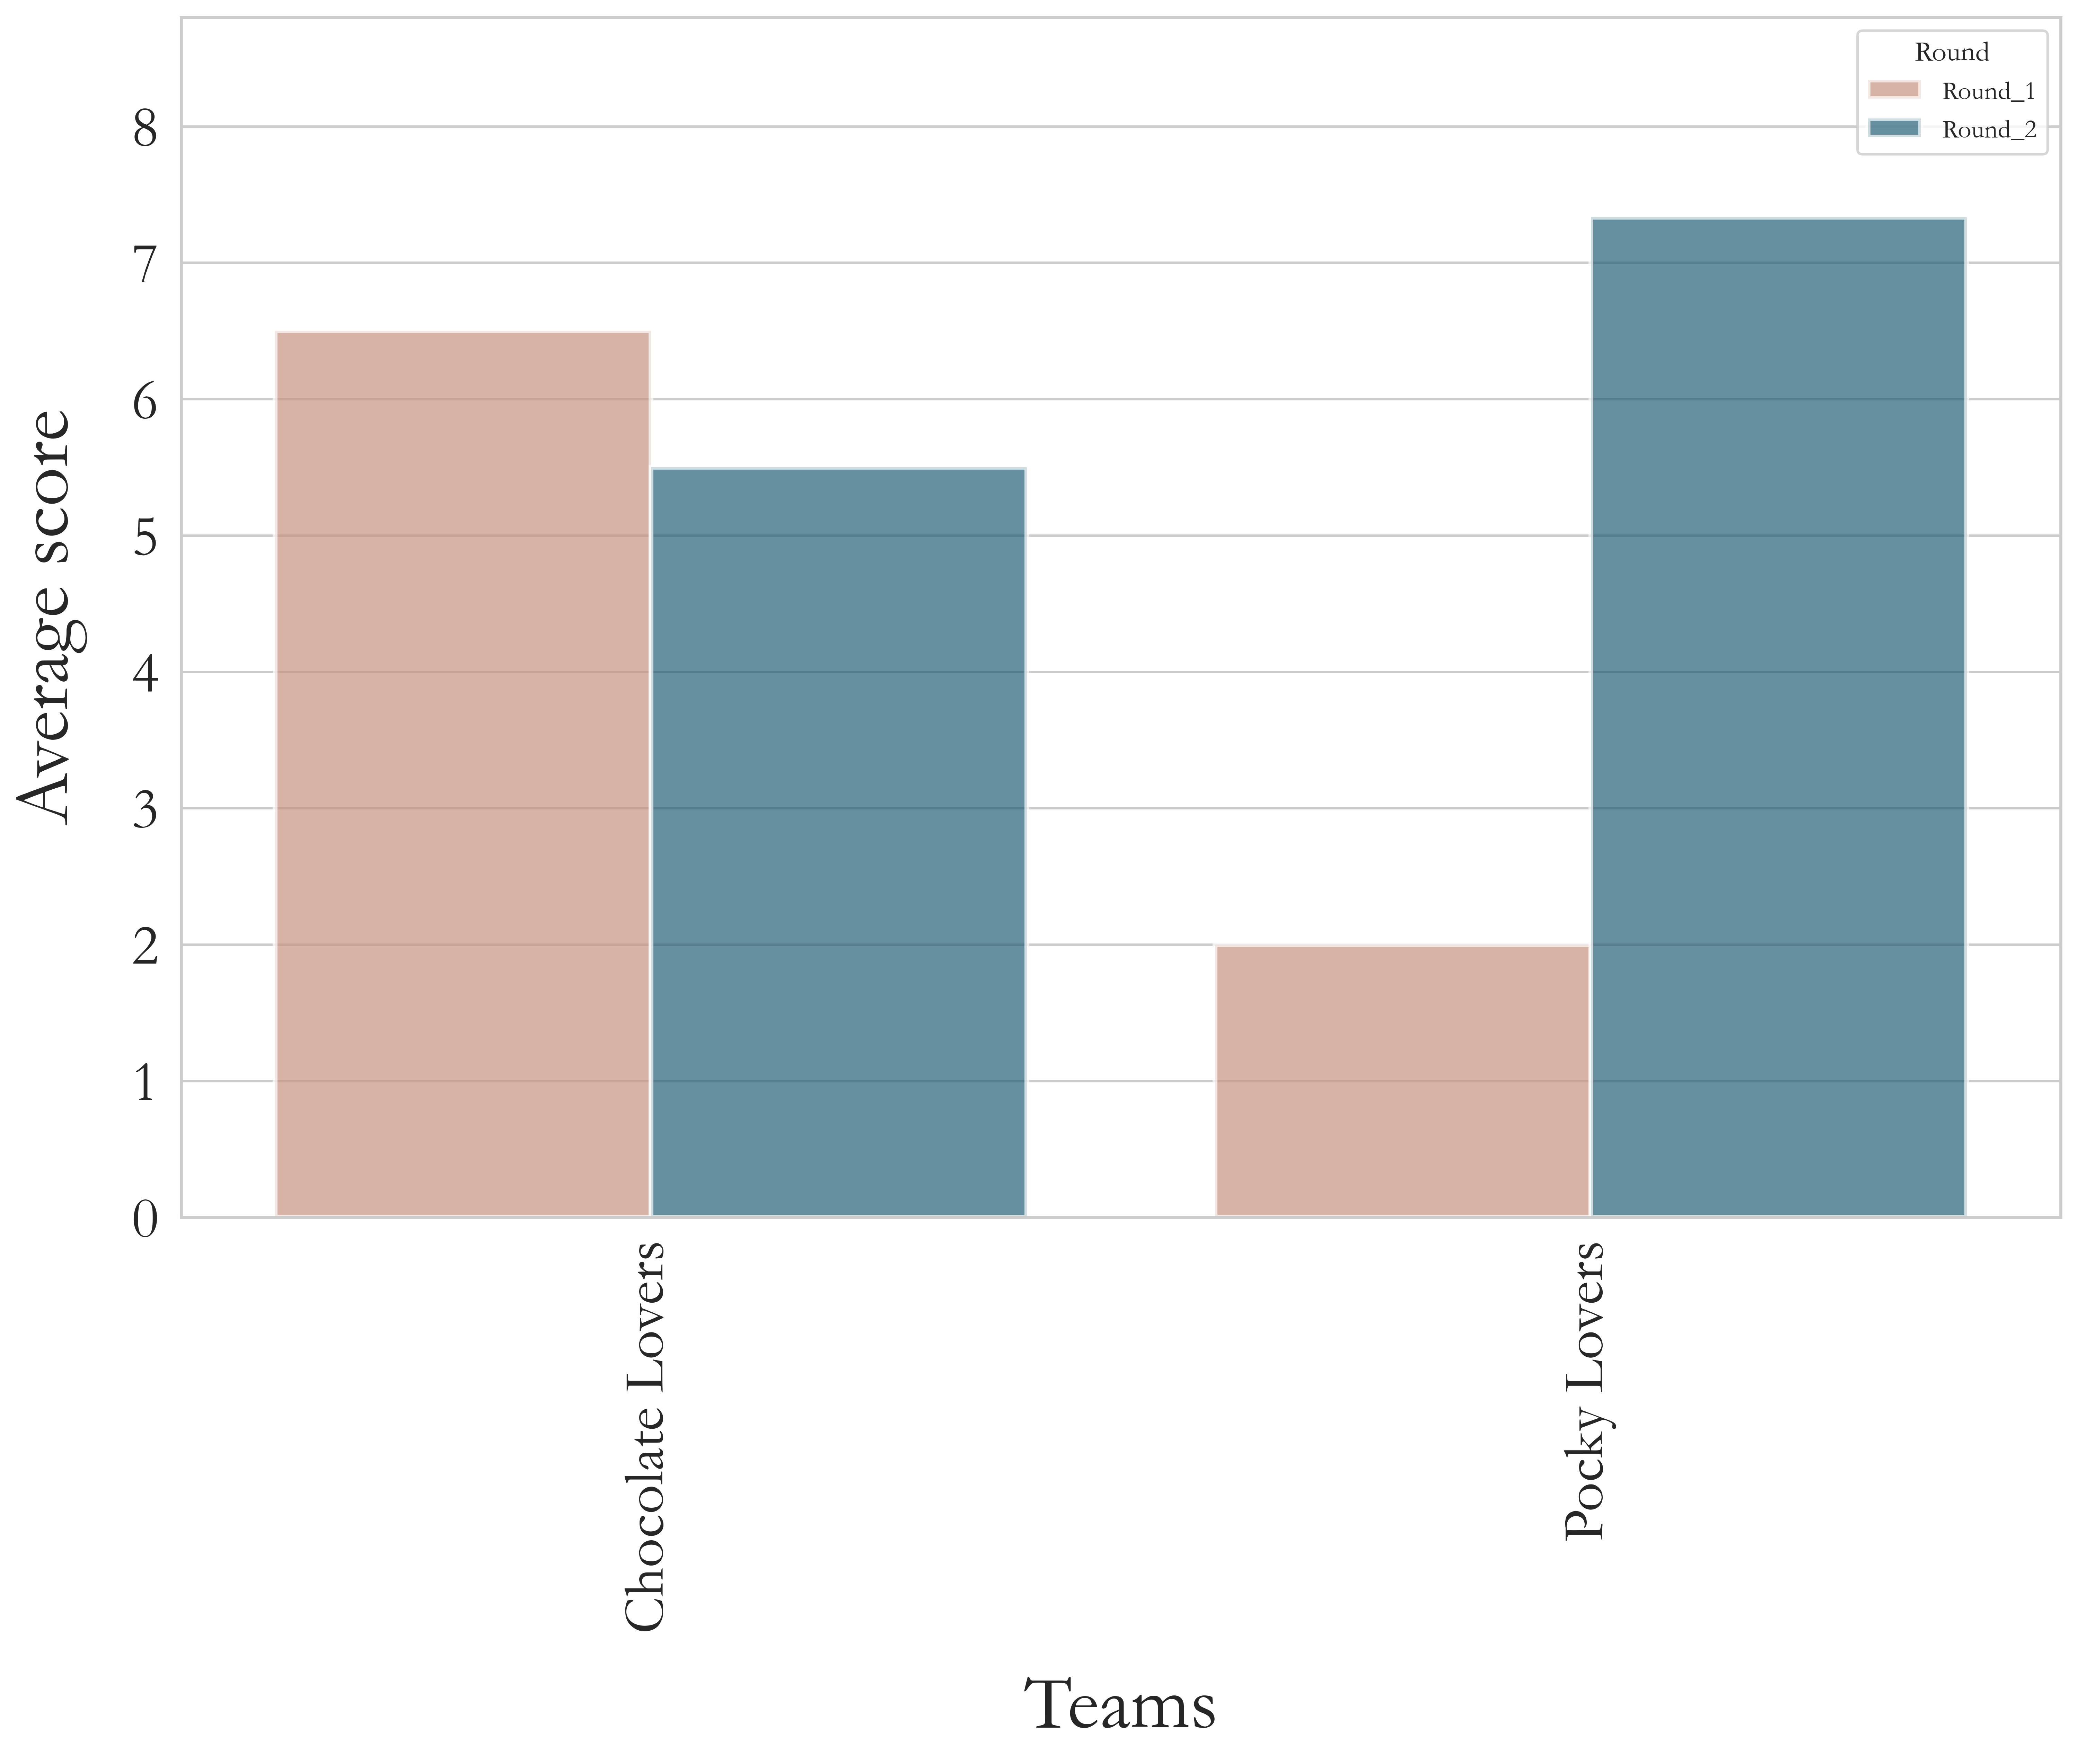 Round
Round_1
Round_2
8
7
6
5
4
3
2
1
0
Average score
Chocolate Lovers
Pocky Lovers
Teams